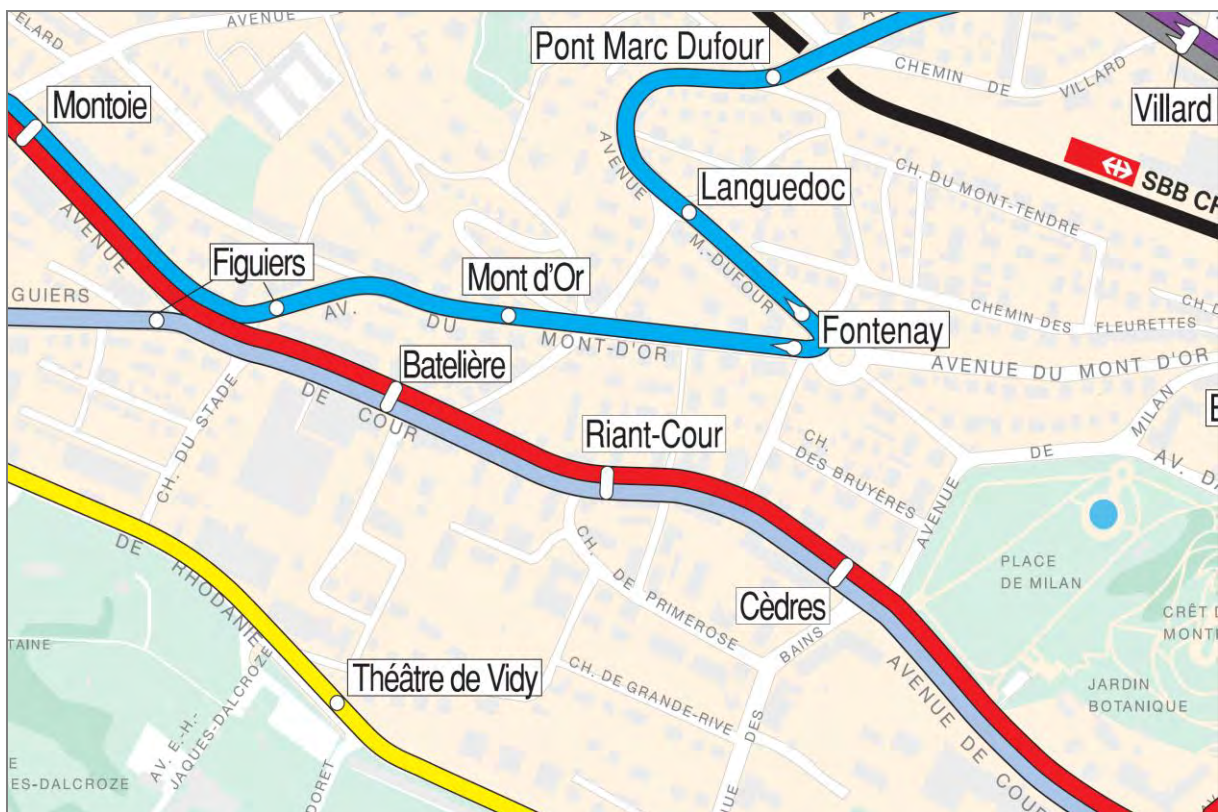 ELARD
AVENUE
Pont Marc Dufour
CHEMIN DE VILLARD
Villard
Montoie
AVENUE
Languedoc
CH. DU MONT-TENDRE
SBB
AVENUE M.-DUFOUR
Figuiers
Mont d'Or
GUIERS
AV. DU MONT-D'OR
CHEMIN DES FLEURETTES
CH.
Fontenay
AVENUE DU MONT D'OR
Batelière
DE COUR
CH. DU STADE
Riant-Cour
CH.
DES BRUYÈRES
AVENUE DE MILAN
AV.
DE RHODANIE
CH. DE PRIMEROSE
PLACE
DE MILAN
Cèdres
BAINS
CRÊT
TAINE
AVENUE DE COUR
Théâtre de Vidy
CH. DE GRANDE-RIVE
DES
JARDIN
BOTANIQUE
AV. E.-H.-
JAQUES-DALCROZE
ES-DALCROZE
DORET